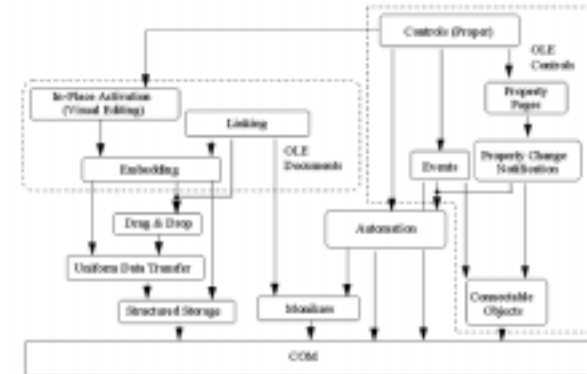 Controls (Proper)
OLE
Controls
In-Place Activation
(Visual Editing)
Property
Pages
Linking
OLE
Documents
Embedding
Events
Property Change
Notification
Drag & Drop
Automation
Uniform Data Transfer
Structured Storage
Monikers
Connectable
Objects
COM